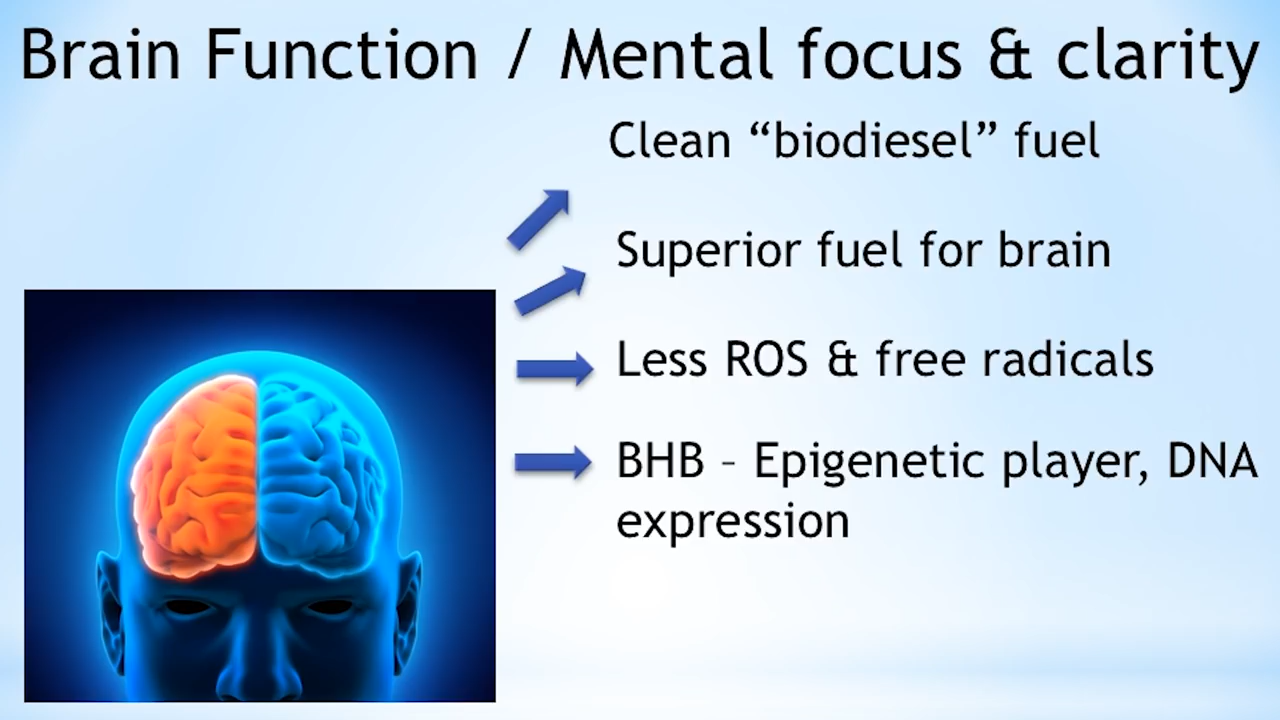 Brain Function / Mental focus & clarity
Clean “biodiesel” fuel
Superior fuel for brain
Less ROS & free radicals
BHB – Epigenetic player, DNA
expression